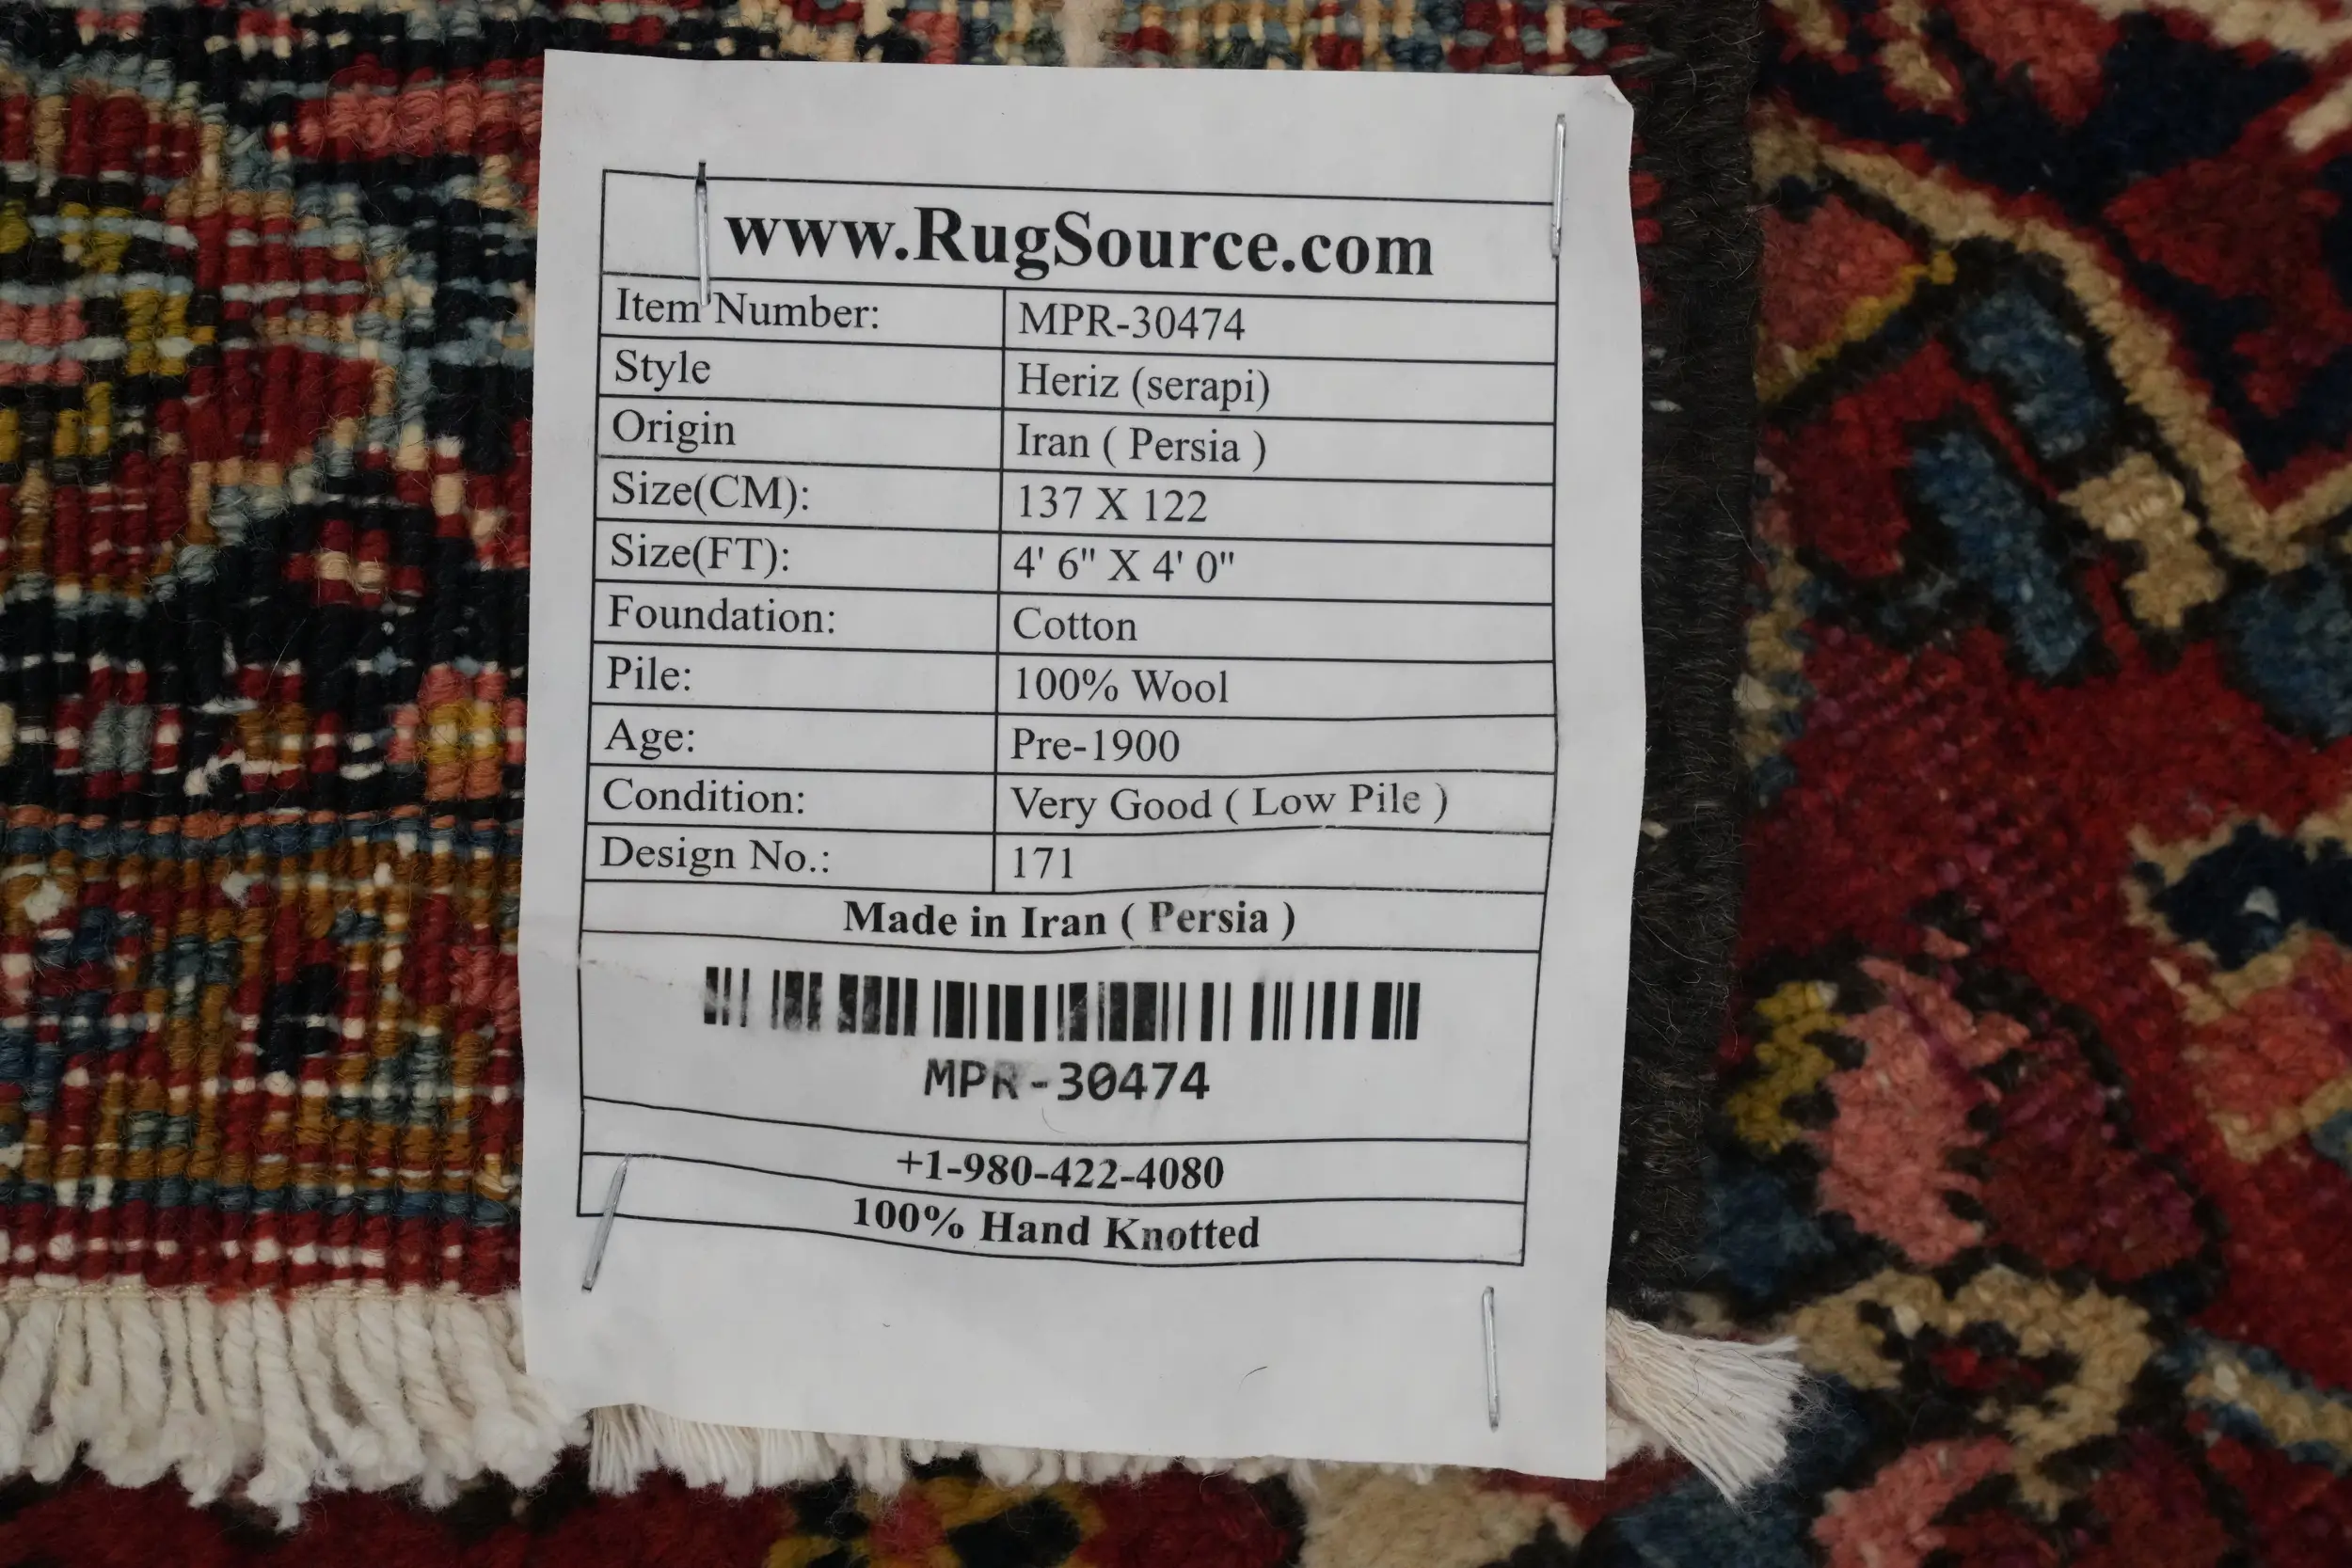 www.RugSource.com
Item Number: MPR-30474
Style Heriz (serapi)
Origin Iran ( Persia )
Size(CM): 137 X 122
Size(FT): 4' 6" X 4' 0"
Foundation: Cotton
Pile: 100% Wool
Age: Pre-1900
Condition: Very Good ( Low Pile )
Design No.: 171
Made in Iran ( Persia )
MPR-30474
+1-980-422-4080
100% Hand Knotted